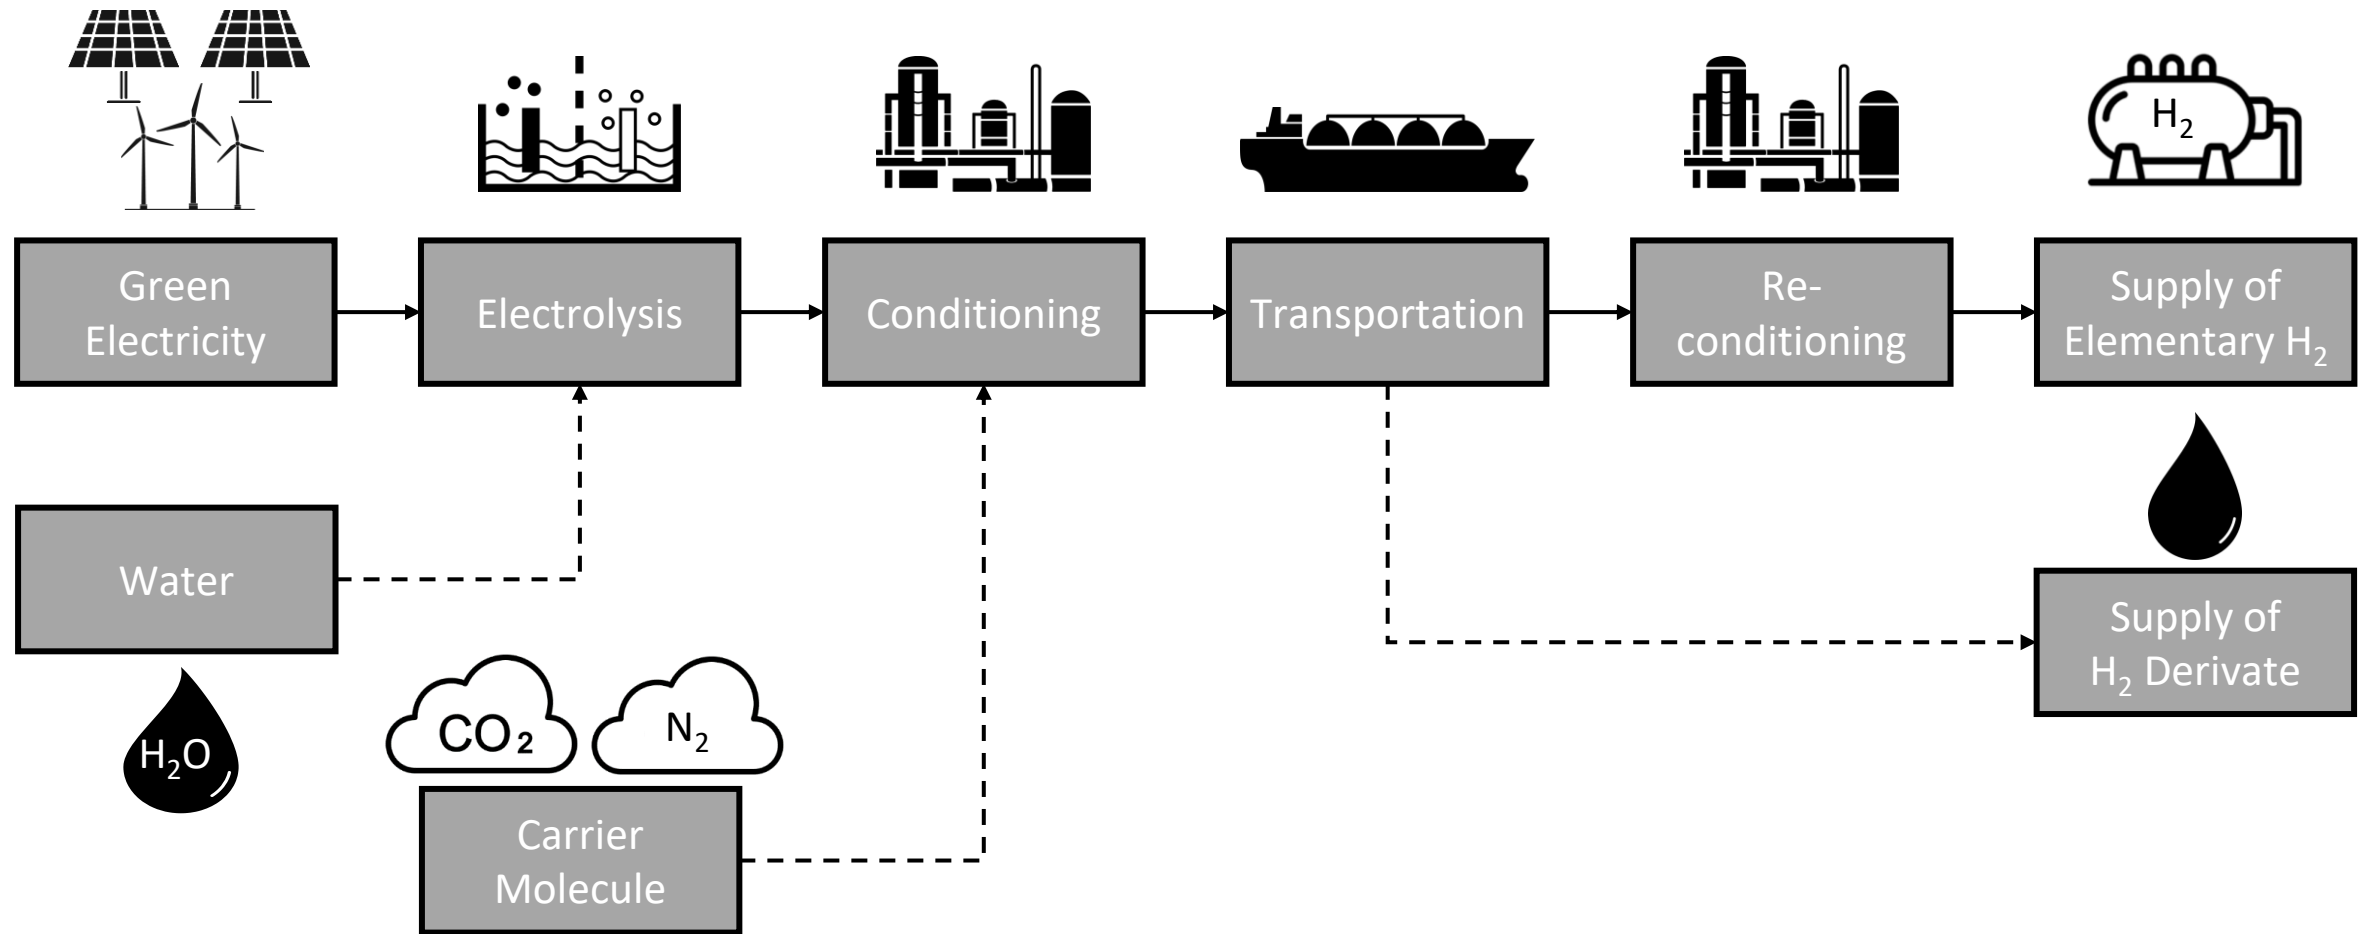 H₂
Green
Electricity
Electrolysis
Conditioning
Transportation
Re-
conditioning
Supply of
Elementary H₂
Water
H₂O
CO₂
N₂
Carrier
Molecule
Supply of
H₂ Derivate